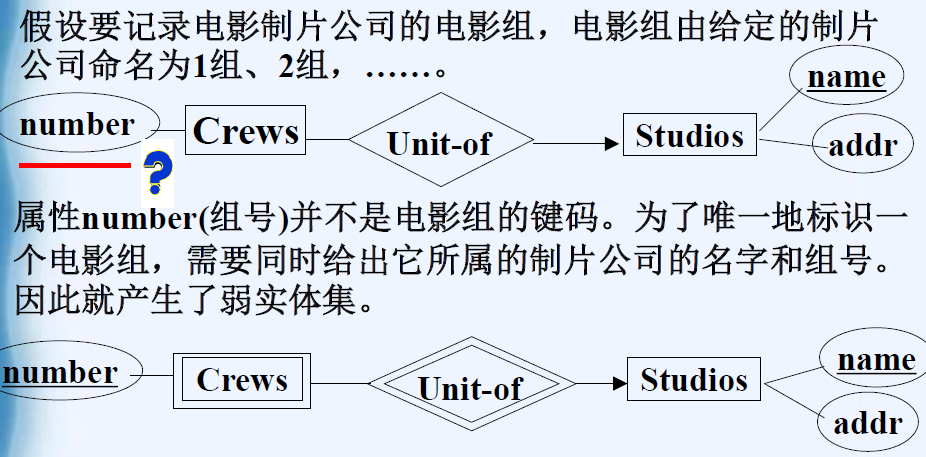 假设要记录电影制片公司的电影组，电影组由给定的制片
公司命名为1组、2组，……。
name
number
Crews
Unit-of
Studios
addr
?
属性number(组号)并不是电影组的键码。为了唯一地标识一
个电影组，需要同时给出它所属的制片公司的名字和组号。
因此就产生了弱实体集。
number
Crews
Unit-of
Studios
name
addr